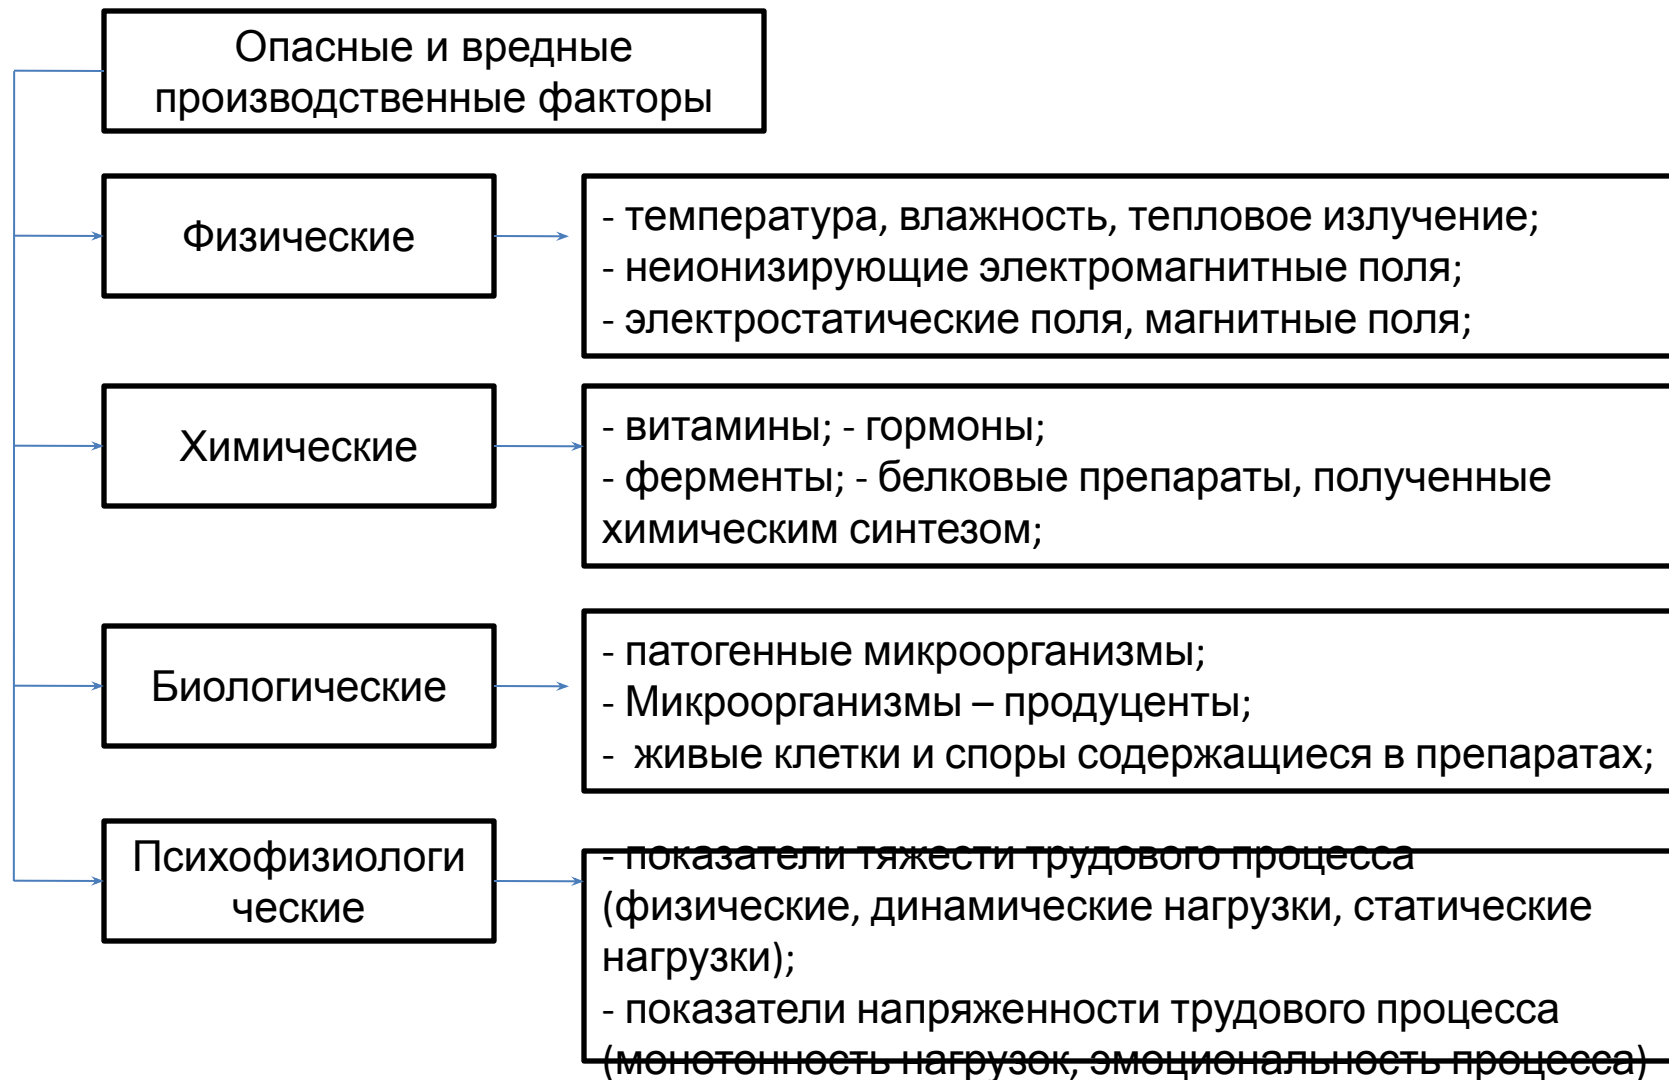 Опасные и вредные
производственные факторы
Физические
- температура, влажность, тепловое излучение;
- неионизирующие электромагнитные поля;
- электростатические поля, магнитные поля;
Химические
- витамины; - гормоны;
- ферменты; - белковые препараты, полученные
химическим синтезом;
Биологические
- патогенные микроорганизмы;
- Микроорганизмы – продуценты;
- живые клетки и споры содержащиеся в препаратах;
Психофизиологи
ческие
- показатели тяжести трудового процесса
(физические, динамические нагрузки, статические
нагрузки);
- показатели напряженности трудового процесса
(монотонность нагрузок, эмоциональность процесса)